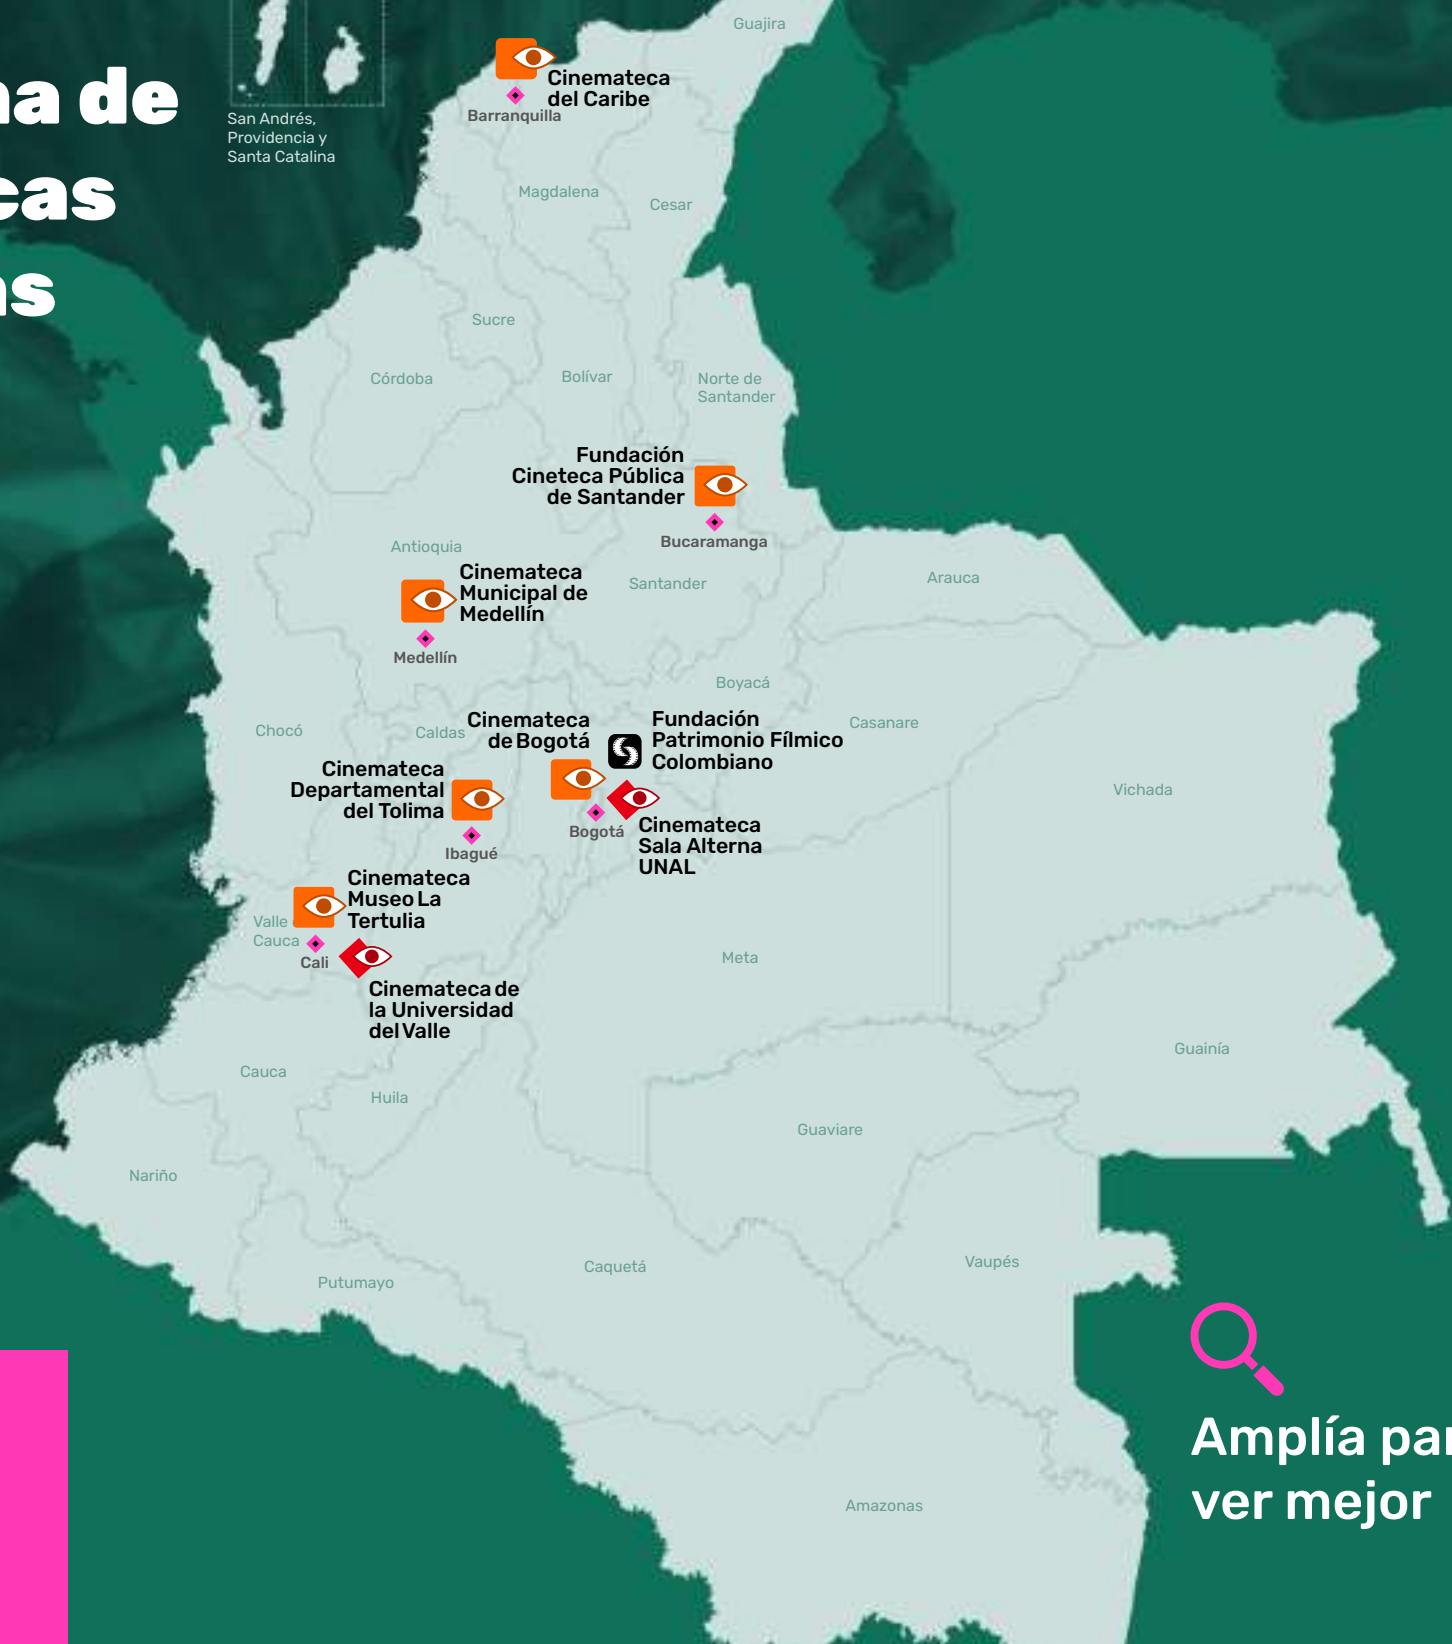 na de
cas
as
San Andrés,
Providencia y
Santa Catalina
Guajira
Cinemateca
del Caribe
Barranquilla
Magdalena
Cesar
Sucre
Córdoba
Bolívar
Norte de
Santander
Fundación
Cineteca Pública
de Santander
Bucaramanga
Antioquia
Cinemateca
Municipal de
Medellín
Medellín
Santander
Arauca
Boyacá
Chocó
Caldas
Cinemateca
de Bogotá
Fundación
Patrimonio Fílmico
Colombiano
Casanare
Cinemateca
Departamental
del Tolima
Ibagué
Bogotá
Cinemateca
Sala Alterna
UNAL
Vichada
Cinemateca
Museo La
Tertulia
Valle
Cauca
Cali
Cinemateca de
la Universidad
del Valle
Meta
Guainía
Cauca
Huila
Guaviare
Nariño
Caquetá
Vaupés
Putumayo
Amplía par
ver mejor
Amazonas